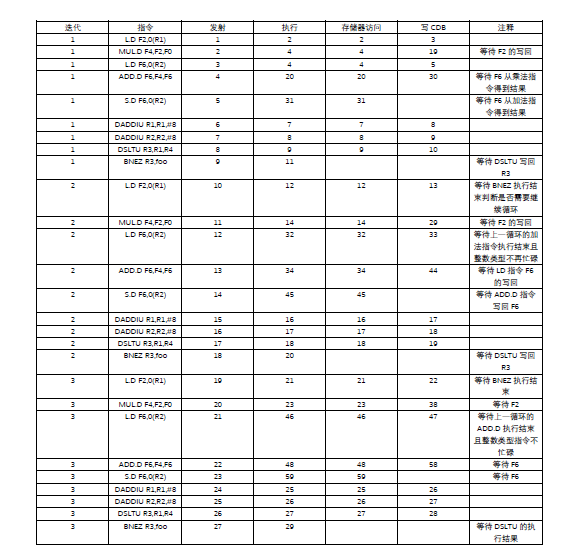 迭代 指令 发射 执行 存储器访问 写 CDB 注释
1 L.D F2,0(R1) 1 2 2 3
1 MUL.D F4,F2,F0 2 4 4 19 等待 F2 的写回
1 L.D F6,0(R2) 3 4 4 5
1 ADD.D F6,F4,F6 4 20 20 30 等待 F6 从乘法指
令得到结果
1 S.D F6,0(R2) 5 31 31 等待 F6 从加法指
令得到结果
1 DADDIU R1,R1,#8 6 7 7 8
1 DADDIU R2,R2,#8 7 8 8 9
1 DSLTU R3,R1,R4 8 9 9 10
1 BNEZ R3,foo 9 11 等待 DSLTU 写回
R3
2 L.D F2,0(R1) 10 12 12 13 等待 BNEZ 执行结
束判断是否需要继
续循环
2 MUL.D F4,F2,F0 11 14 14 29 等待 F2 的写回
2 L.D F6,0(R2) 12 32 32 33 等待上一循环的加
法指令执行结束且
整数类型不再忙碌
2 ADD.D F6,F4,F6 13 34 34 44 等待 LD 指令 F6
的写回
2 S.D F6,0(R2) 14 45 45 等待 ADD.D 指令
写回 F6
2 DADDIU R1,R1,#8 15 16 16 17
2 DADDIU R2,R2,#8 16 17 17 18
2 DSLTU R3,R1,R4 17 18 18 19
2 BNEZ R3,foo 18 20 等待 DSLTU 写回
R3
3 L.D F2,0(R1) 19 21 21 22 等待 BNEZ 执行结
束
3 MUL.D F4,F2,F0 20 23 23 38 等待 F2
3 L.D F6,0(R2) 21 46 46 47 等待上一循环的
ADD.D 执行结束
且整数类型指令不
忙碌
3 ADD.D F6,F4,F6 22 48 48 58 等待 F6
3 S.D F6,0(R2) 23 59 59 等待 F6
3 DADDIU R1,R1,#8 24 25 25 26
3 DADDIU R2,R2,#8 25 26 26 27
3 DSLTU R3,R1,R4 26 27 27 28
3 BNEZ R3,foo 27 29 等待 DSLTU 的执
行结果